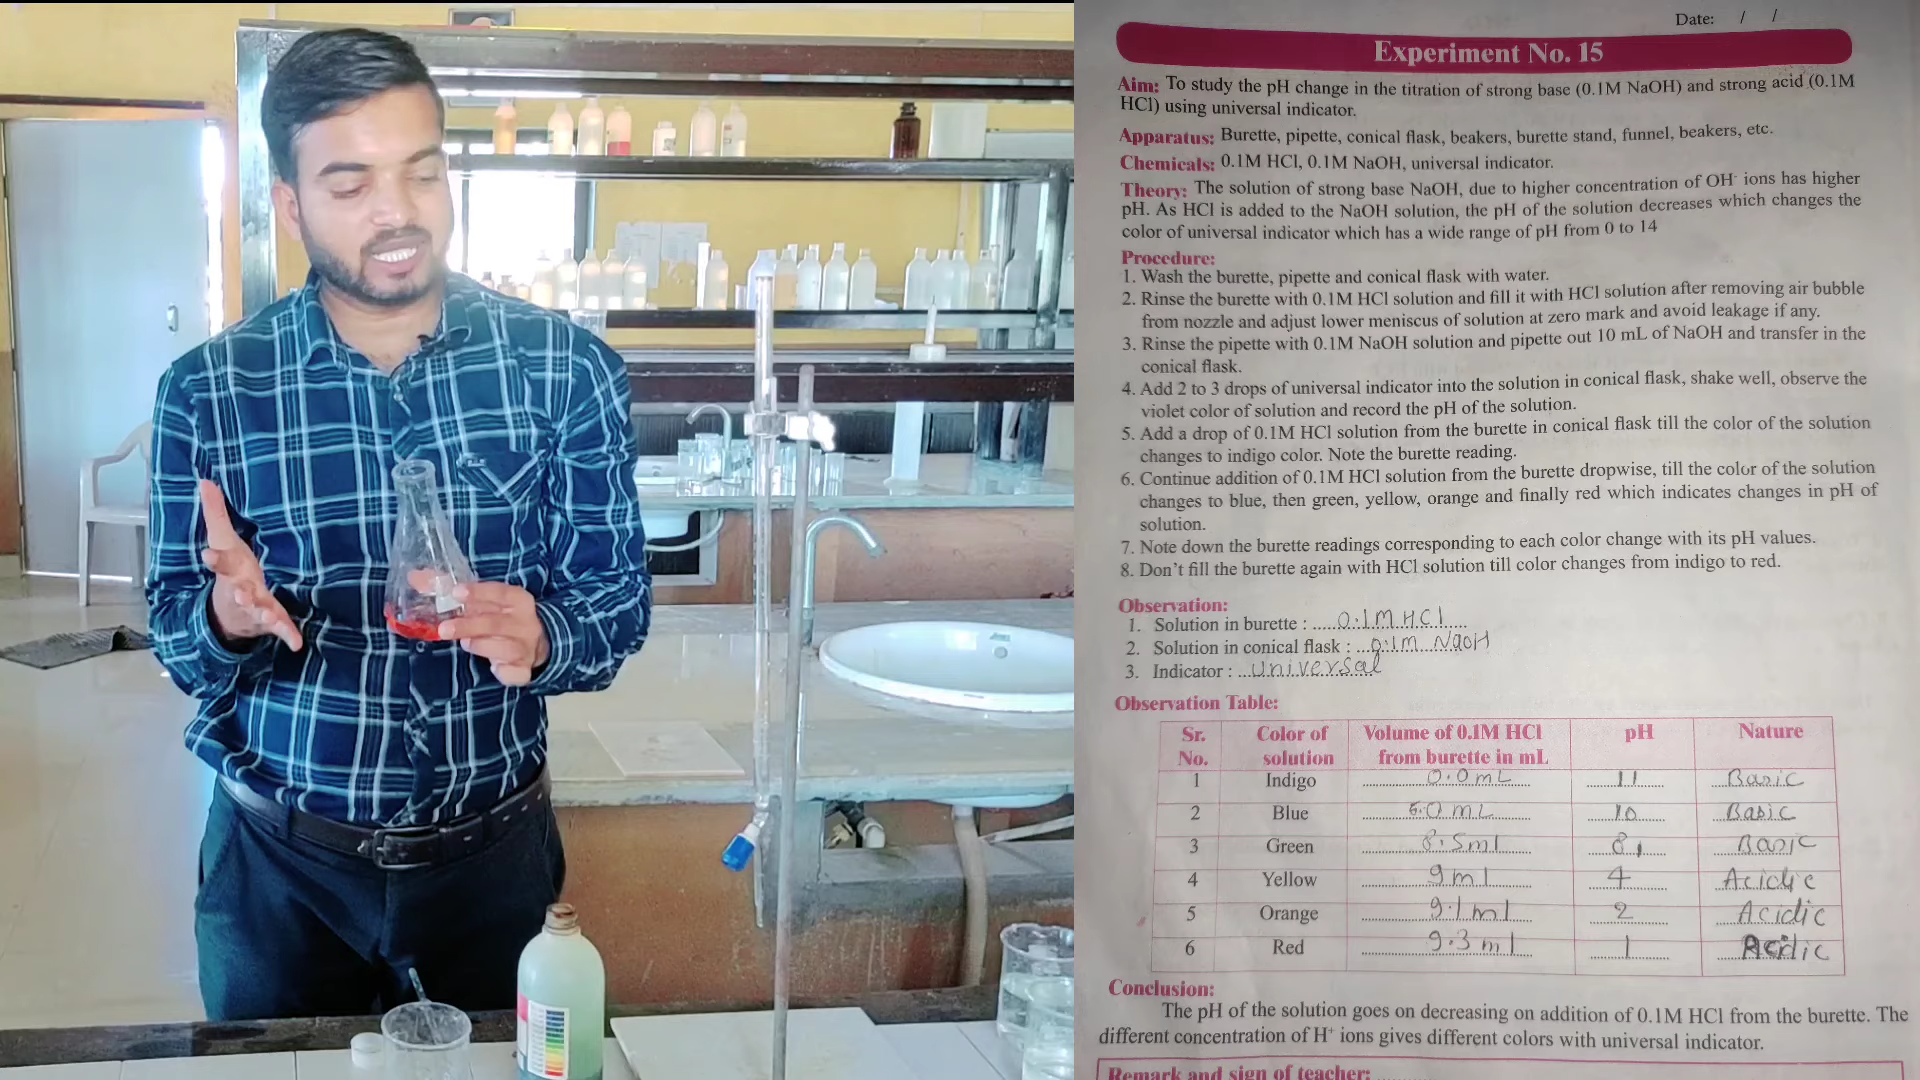 Date: / /
Experiment No. 15
Aim: To study the pH change in the titration of strong base (0.1M NaOH) and strong acid (0.1M
HCl) using universal indicator.
Apparatus: Burette, pipette, conical flask, beakers, burette stand, funnel, beakers, etc.
Chemicals: 0.1M HCl, 0.1M NaOH, universal indicator.
Theory: The solution of strong base NaOH, due to higher concentration of OH⁻ ions has higher
pH. As HCl is added to the NaOH solution, the pH of the solution decreases which changes the
color of universal indicator which has a wide range of pH from 0 to 14
Procedure:
1. Wash the burette, pipette and conical flask with water.
2. Rinse the burette with 0.1M HCl solution and fill it with HCl solution after removing air bubble
from nozzle and adjust lower meniscus of solution at zero mark and avoid leakage if any.
3. Rinse the pipette with 0.1M NaOH solution and pipette out 10 mL of NaOH and transfer in the
conical flask.
4. Add 2 to 3 drops of universal indicator into the solution in conical flask, shake well, observe the
violet color of solution and record the pH of the solution.
5. Add a drop of 0.1M HCl solution from the burette in conical flask till the color of the solution
changes to indigo color. Note the burette reading.
6. Continue addition of 0.1M HCl solution from the burette dropwise, till the color of the solution
changes to blue, then green, yellow, orange and finally red which indicates changes in pH of
solution.
7. Note down the burette readings corresponding to each color change with its pH values.
8. Don't fill the burette again with HCl solution till color changes from indigo to red.
Observation:
1. Solution in burette : 0.1M HCl
2. Solution in conical flask : 0.1M NaOH
3. Indicator : universal
Observation Table:
Sr. No. Color of solution Volume of 0.1M HCl from burette in mL pH Nature
1 Indigo 0.0mL 11 Basic
2 Blue 5.0 mL 10 Basic
3 Green 8.5ml 8 Basic
4 Yellow 9ml 4 Acidic
5 Orange 9.1ml 2 Acidic
6 Red 9.3ml 1 Acidic
Conclusion:
The pH of the solution goes on decreasing on addition of 0.1M HCl from the burette. The
different concentration of H⁺ ions gives different colors with universal indicator.
Remark and sign of teacher: